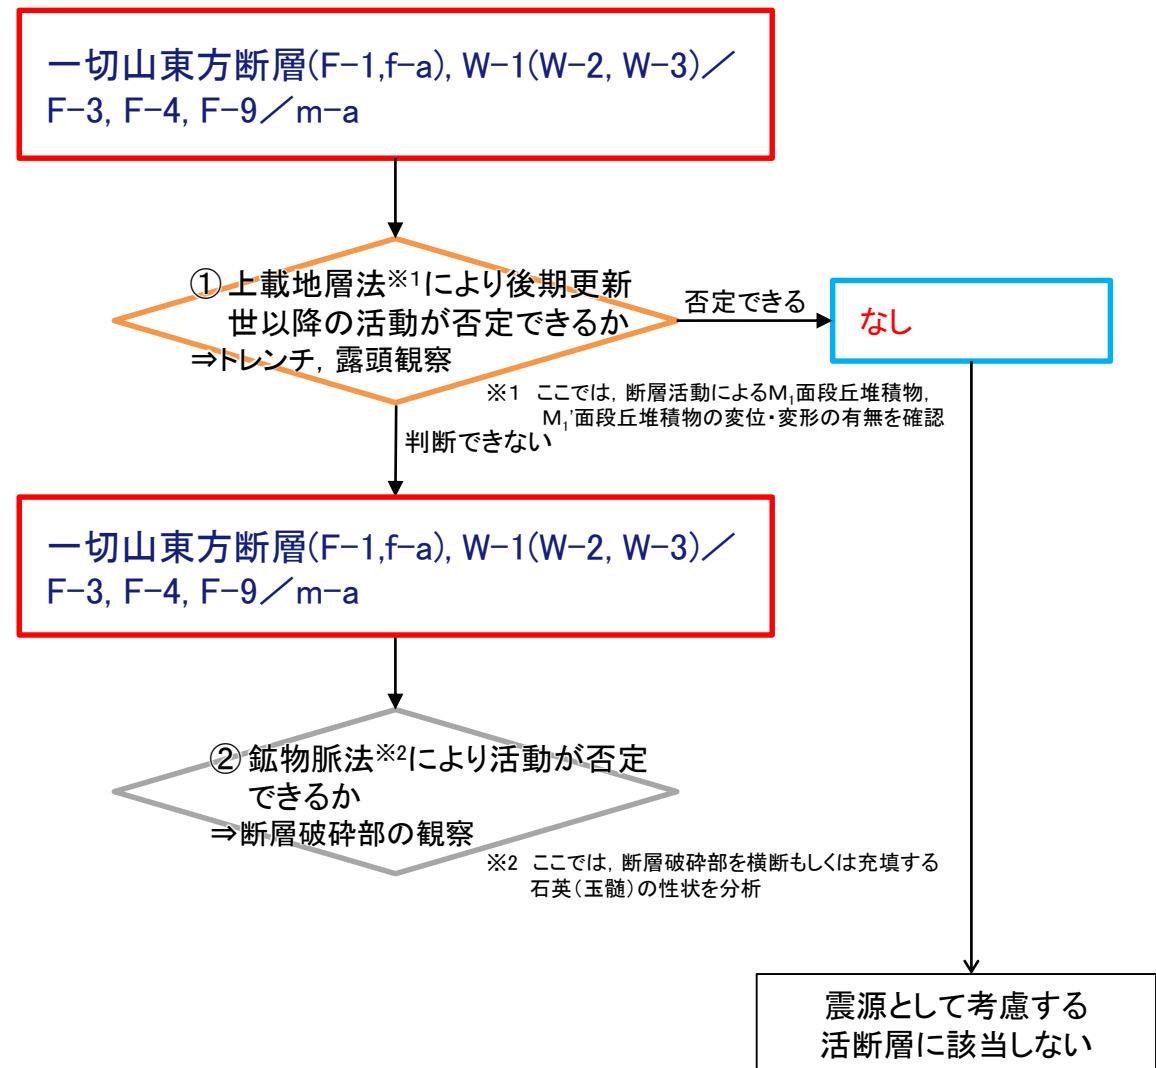 一切山東方断層(F-1,f-a), W-1(W-2, W-3)／
F-3, F-4, F-9／m-a
① 上載地層法※1により後期更新
世以降の活動が否定できるか
⇒トレンチ, 露頭観察
否定できる
なし
※1 ここでは, 断層活動によるM1面段丘堆積物,
M1'面段丘堆積物の変位・変形の有無を確認
判断できない
一切山東方断層(F-1,f-a), W-1(W-2, W-3)／
F-3, F-4, F-9／m-a
② 鉱物脈法※2により活動が否定
できるか
⇒断層破砕部の観察
※2 ここでは, 断層破砕部を横断もしくは充填する
石英（玉髄）の性状を分析
震源として考慮する
活断層に該当しない